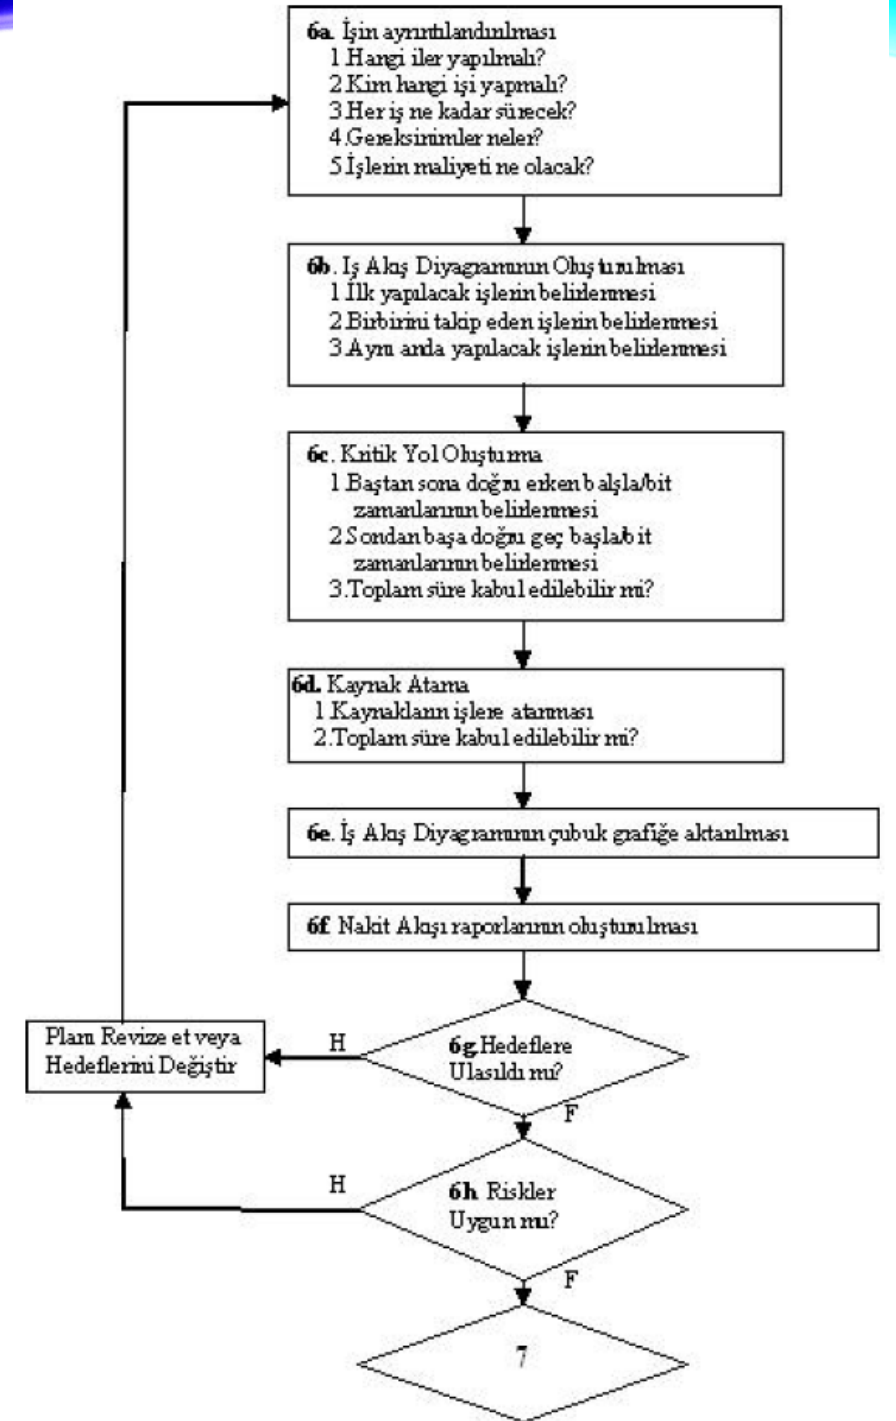 6a. İşin ayrıntılandırılması
1.Hangi iler yapılmalı?
2.Kim hangi işi yapmalı?
3.Her iş ne kadar sürecek?
4.Gereksinimler neler?
5.İşlerin maliyeti ne olacak?
6b. İş Akış Diyagramının Oluşturulması
1.İlk yapılacak işlerin belirlenmesi
2.Birbirini takip eden işlerin belirlenmesi
3.Aynı anda yapılacak işlerin belirlenmesi
6c. Kritik Yol Oluşturma
1.Baştan sona doğru erken balşla/bit
zamanlarının belirlenmesi
2.Sondan başa doğru geç başla/bit
zamanlarının belirlenmesi
3.Toplam süre kabul edilebilir mi?
6d. Kaynak Atama
1.Kaynakların işlere atanması
2.Toplam süre kabul edilebilir mi?
6e. İş Akış Diyagramının çubuk grafiğe aktarılması
6f. Nakit Akışı raporlarının oluşturulması
Planı Revize et veya
Hedeflerini Değiştir
H
6g.Hedeflere
Ulasıldı mı?
F
H
6h. Riskler
Uygun mu?
F
7